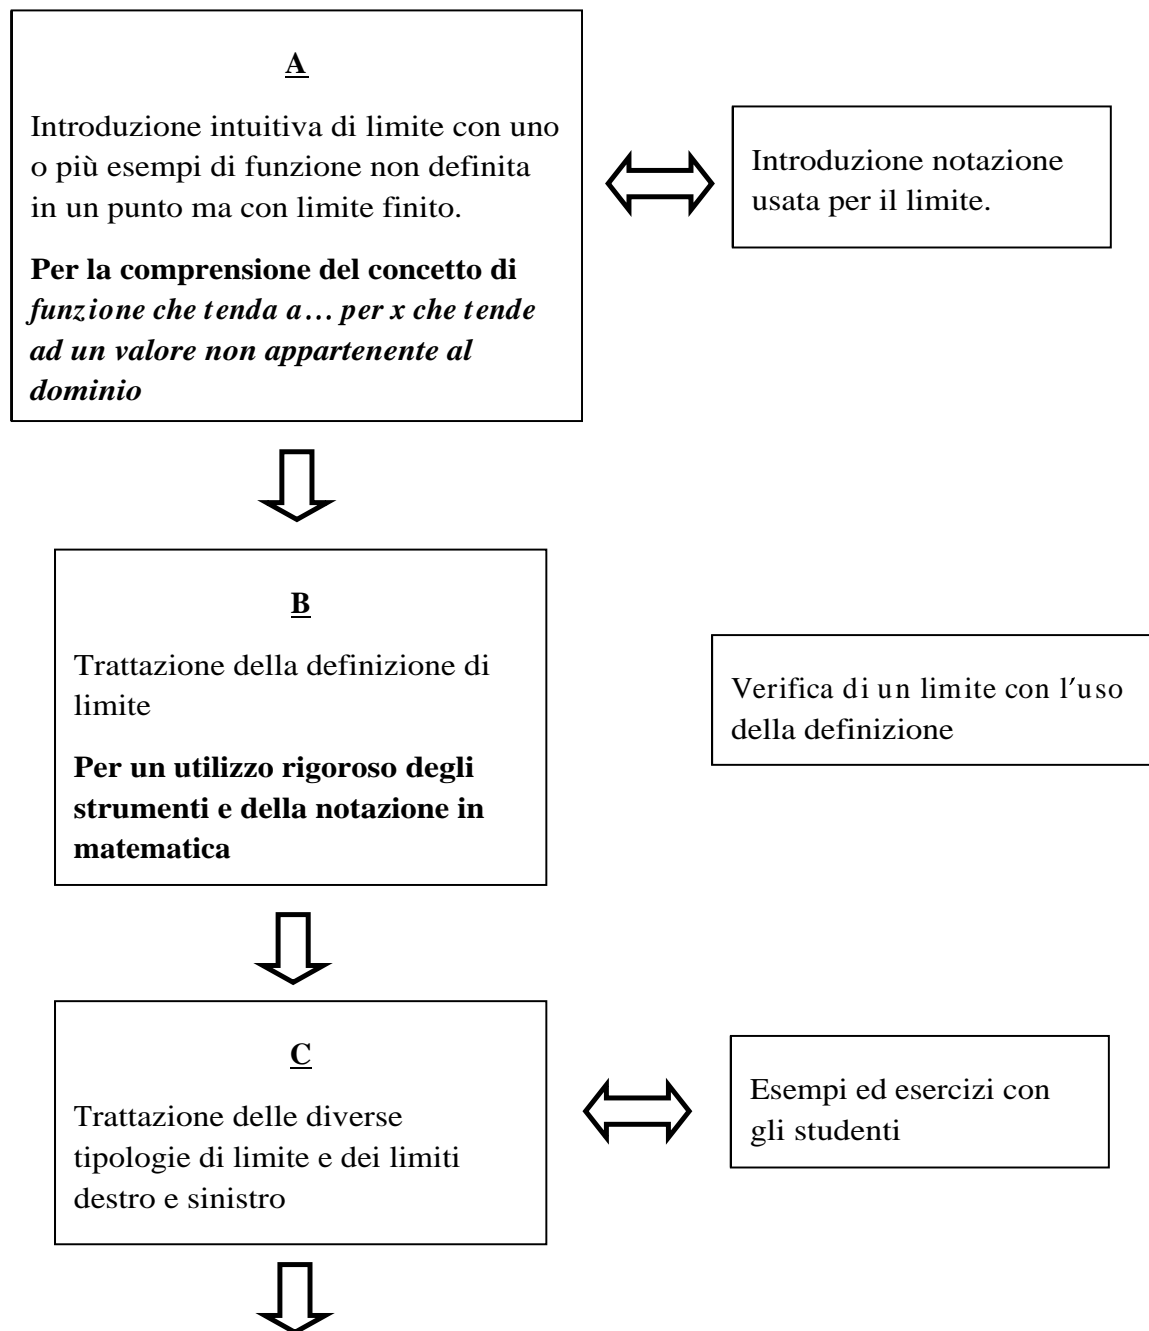 A
Introduzione intuitiva di limite con uno
o più esempi di funzione non definita
in un punto ma con limite finito.
Per la comprensione del concetto di
funzione che tenda a… per x che tende
ad un valore non appartenente al
dominio
Introduzione notazione
usata per il limite.
B
Trattazione della definizione di
limite
Per un utilizzo rigoroso degli
strumenti e della notazione in
matematica
Verifica di un limite con l’uso
della definizione
C
Trattazione delle diverse
tipologie di limite e dei limiti
destro e sinistro
Esempi ed esercizi con
gli studenti